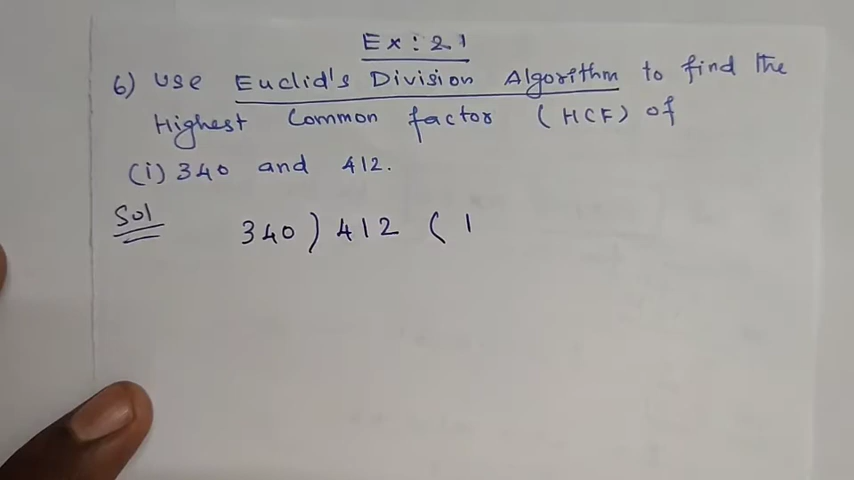 Ex: 2.1
6) Use Euclid's Division Algorithm to find the
Highest Common factor (HCF) of
(i) 340 and 412.
Sol
340 ) 412 ( 1